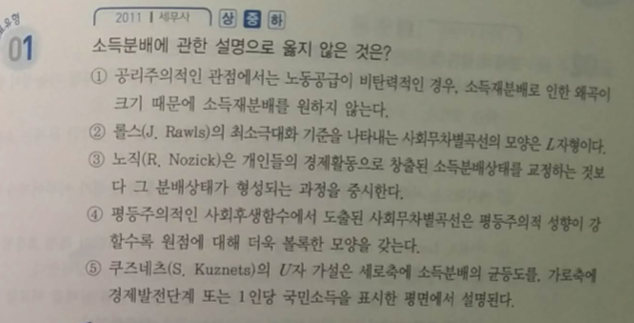 2011 | 세무사 상 중 하
01
소득분배에 관한 설명으로 옳지 않은 것은?
① 공리주의적인 관점에서는 노동공급이 비탄력적인 경우, 소득재분배로 인한 왜곡이
크기 때문에 소득재분배를 원하지 않는다.
② 롤스(J. Rawls)의 최소극대화 기준을 나타내는 사회무차별곡선의 모양은 L자형이다.
③ 노직(R. Nozick)은 개인들의 경제활동으로 창출된 소득분배상태를 교정하는 것보
다 그 분배상태가 형성되는 과정을 중시한다.
④ 평등주의적인 사회후생함수에서 도출된 사회무차별곡선은 평등주의적 성향이 강
할수록 원점에 대해 더욱 볼록한 모양을 갖는다.
⑤ 쿠즈네츠(S. Kuznets)의 U자 가설은 세로축에 소득분배의 균등도를, 가로축에
경제발전단계 또는 1인당 국민소득을 표시한 평면에서 설명된다.